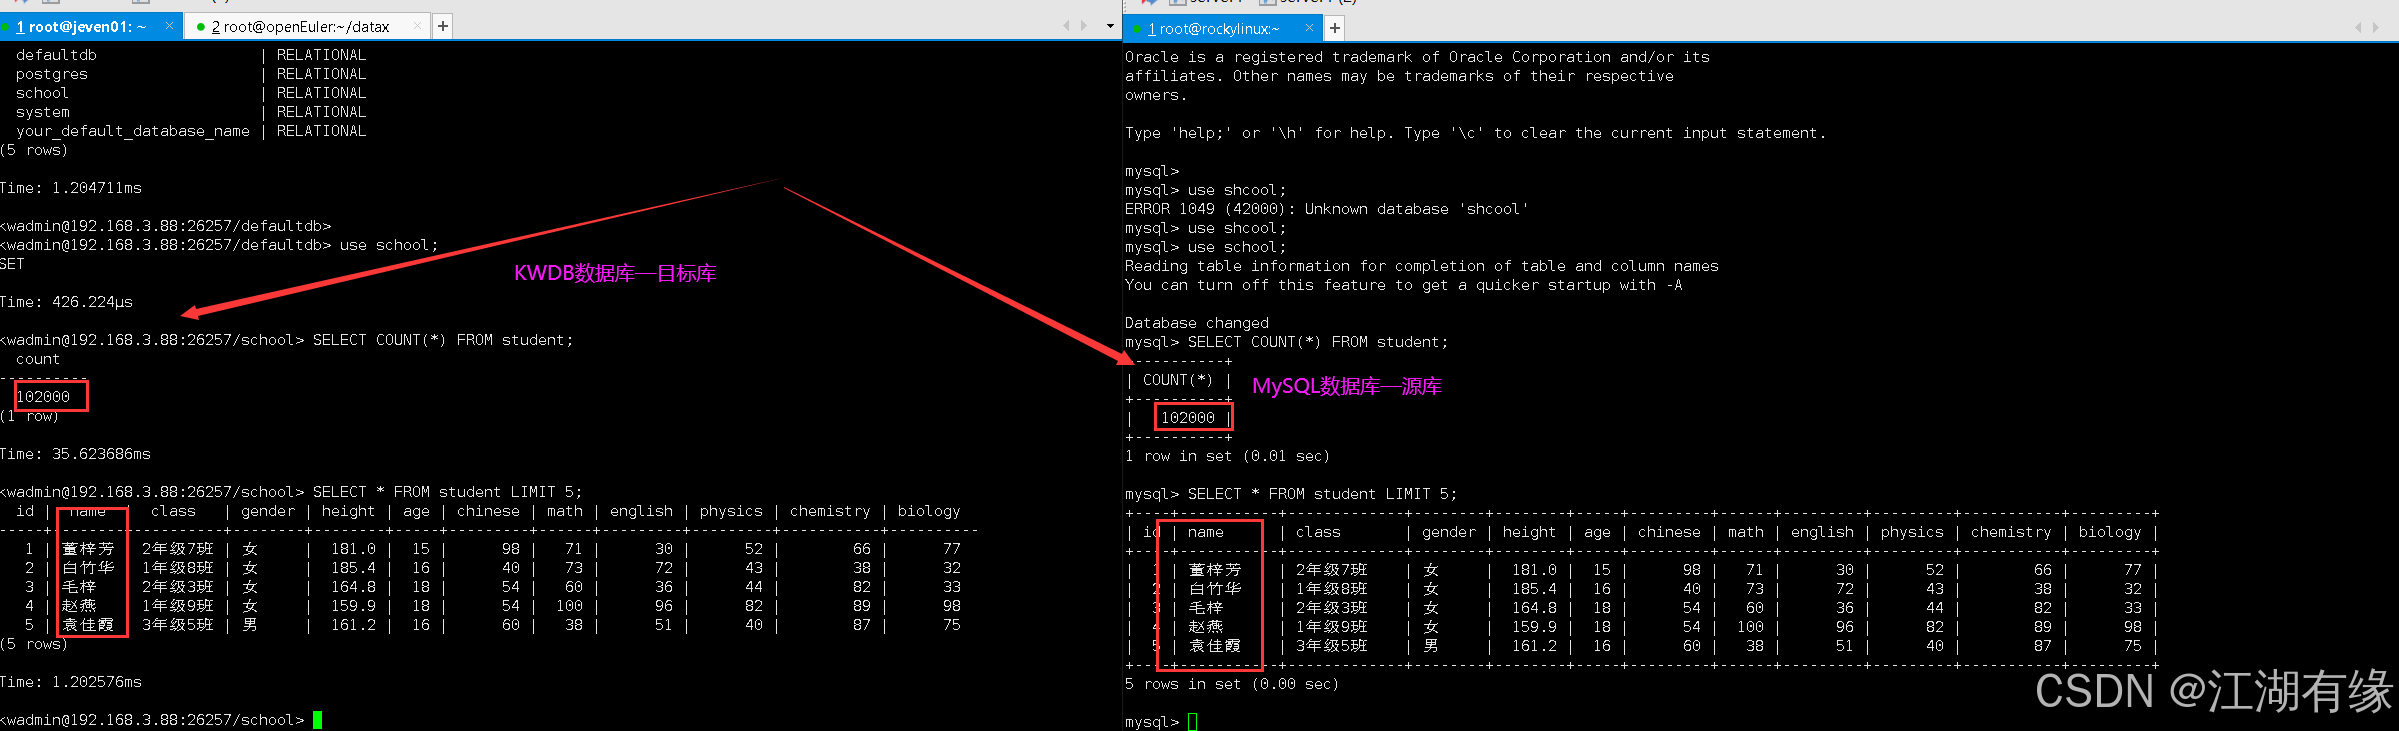 1 root@jeven01: ~ ×
2 root@openEuler:~/datax × +
defaultdb | RELATIONAL
postgres | RELATIONAL
school | RELATIONAL
system | RELATIONAL
your_default_database_name | RELATIONAL
(5 rows)
Time: 1.204711ms
kwadmin@192.168.3.88:26257/defaultdb>
kwadmin@192.168.3.88:26257/defaultdb> use school;
SET
KWDB数据库—目标库
Time: 426.224µs
kwadmin@192.168.3.88:26257/school> SELECT COUNT(*) FROM student;
count
----------
102000
(1 row)
Time: 35.623686ms
kwadmin@192.168.3.88:26257/school> SELECT * FROM student LIMIT 5;
id | name | class | gender | height | age | chinese | math | english | physics | chemistry | biology
-----+--------+----------+--------+--------+-----+---------+------+---------+---------+-----------+----------
1 | 董梓芳 | 2年级7班 | 女 | 181.0 | 15 | 98 | 71 | 30 | 52 | 66 | 77
2 | 白竹华 | 1年级8班 | 女 | 185.4 | 16 | 40 | 73 | 72 | 43 | 38 | 32
3 | 毛梓 | 2年级3班 | 女 | 164.8 | 18 | 54 | 60 | 36 | 44 | 82 | 33
4 | 赵燕 | 1年级9班 | 女 | 159.9 | 18 | 54 | 100 | 96 | 82 | 89 | 98
5 | 袁佳霞 | 3年级5班 | 男 | 161.2 | 16 | 60 | 38 | 51 | 40 | 87 | 75
(5 rows)
Time: 1.202576ms
kwadmin@192.168.3.88:26257/school>
1 root@rockylinux:~ × +
Oracle is a registered trademark of Oracle Corporation and/or its
affiliates. Other names may be trademarks of their respective
owners.
Type 'help;' or '\h' for help. Type '\c' to clear the current input statement.
mysql>
mysql> use shcool;
ERROR 1049 (42000): Unknown database 'shcool'
mysql> use shcool;
mysql> use school;
Reading table information for completion of table and column names
You can turn off this feature to get a quicker startup with -A
Database changed
mysql> SELECT COUNT(*) FROM student;
+----------+
| COUNT(*) |
+----------+
| 102000 |
+----------+
MySQL数据库—源库
1 row in set (0.01 sec)
mysql> SELECT * FROM student LIMIT 5;
+----+-----------+-------------+--------+--------+-----+---------+------+---------+---------+-----------+---------+
| id | name | class | gender | height | age | chinese | math | english | physics | chemistry | biology |
+----+-----------+-------------+--------+--------+-----+---------+------+---------+---------+-----------+---------+
| 1 | 董梓芳 | 2年级7班 | 女 | 181.0 | 15 | 98 | 71 | 30 | 52 | 66 | 77 |
| 2 | 白竹华 | 1年级8班 | 女 | 185.4 | 16 | 40 | 73 | 72 | 43 | 38 | 32 |
| 3 | 毛梓 | 2年级3班 | 女 | 164.8 | 18 | 54 | 60 | 36 | 44 | 82 | 33 |
| 4 | 赵燕 | 1年级9班 | 女 | 159.9 | 18 | 54 | 100 | 96 | 82 | 89 | 98 |
| 5 | 袁佳霞 | 3年级5班 | 男 | 161.2 | 16 | 60 | 38 | 51 | 40 | 87 | 75 |
+----+-----------+-------------+--------+--------+-----+---------+------+---------+---------+-----------+---------+
5 rows in set (0.00 sec)
mysql>
CSDN @江湖有缘